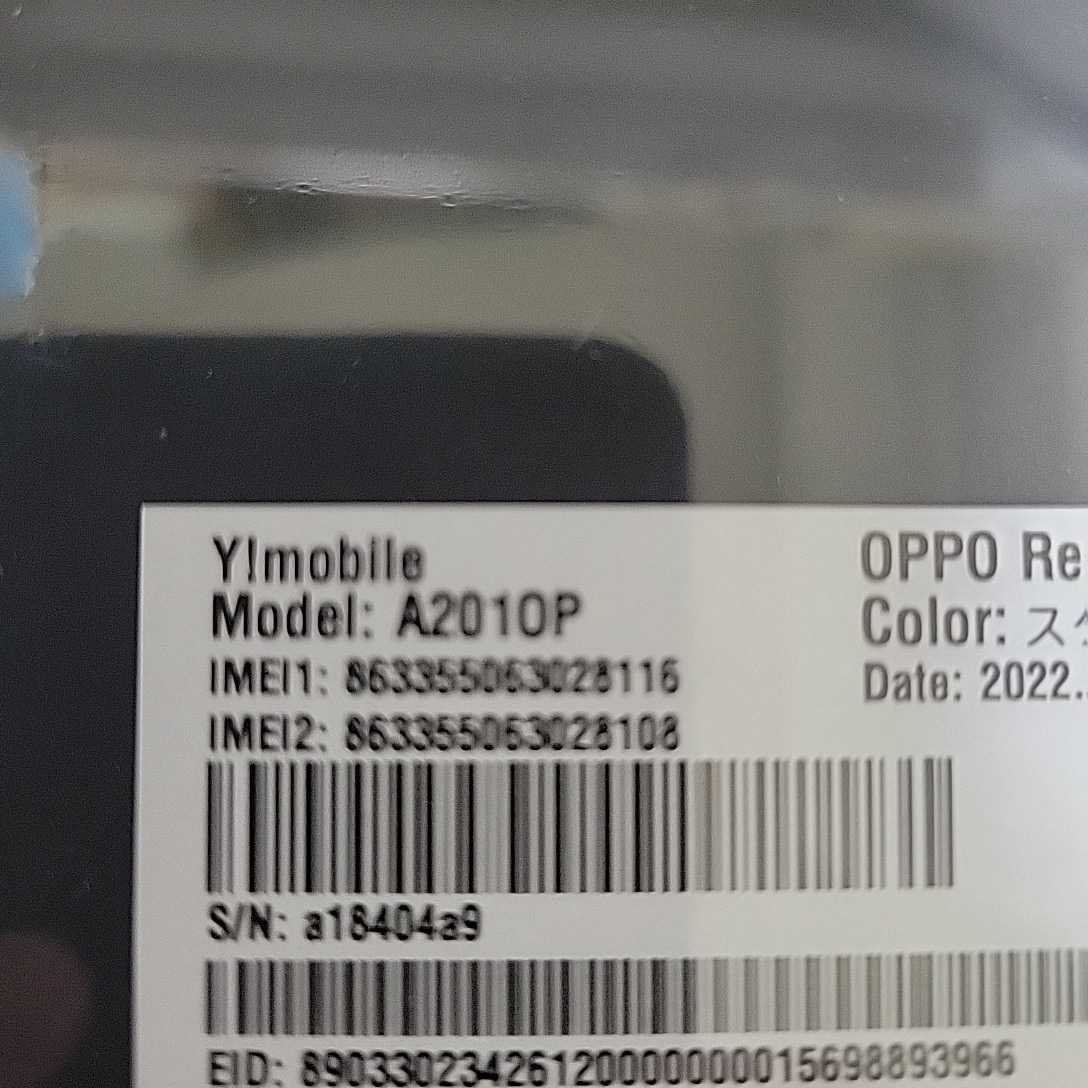 Y!mobile
OPPO Re
Model: A201OP
Color: ス
IMEI1: 863355063028116
Date: 2022.
IMEI2: 863355063028108
S/N: a18404a9
EID: 89033023426120000000015698893966